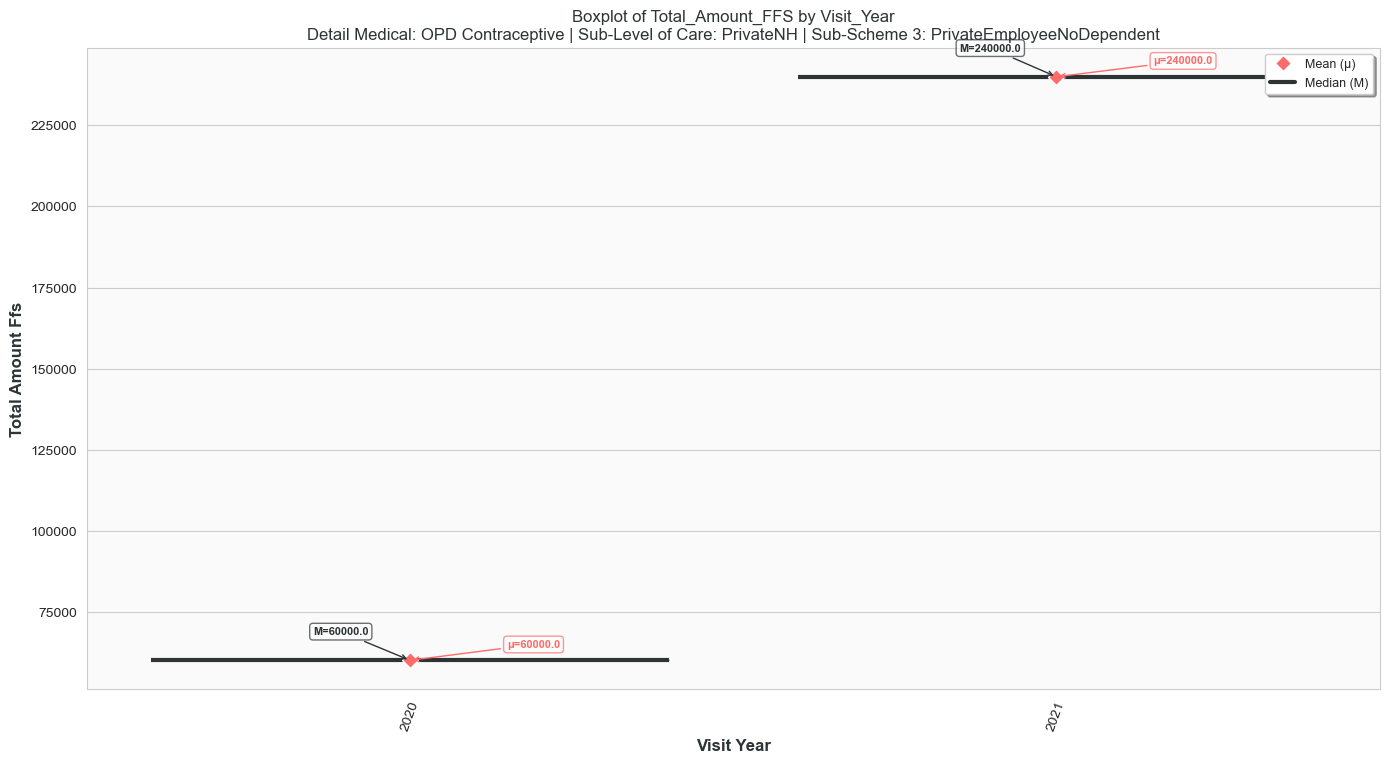 Boxplot of Total_Amount_FFS by Visit_Year
Detail Medical: OPD Contraceptive | Sub-Level of Care: PrivateNH | Sub-Scheme 3: PrivateEmployeeNoDependent
M=240000.0
μ=240000.0
Mean (μ)
Median (M)
225000
200000
175000
150000
125000
100000
75000
Total Amount Ffs
M=60000.0
μ=60000.0
2020
2021
Visit Year